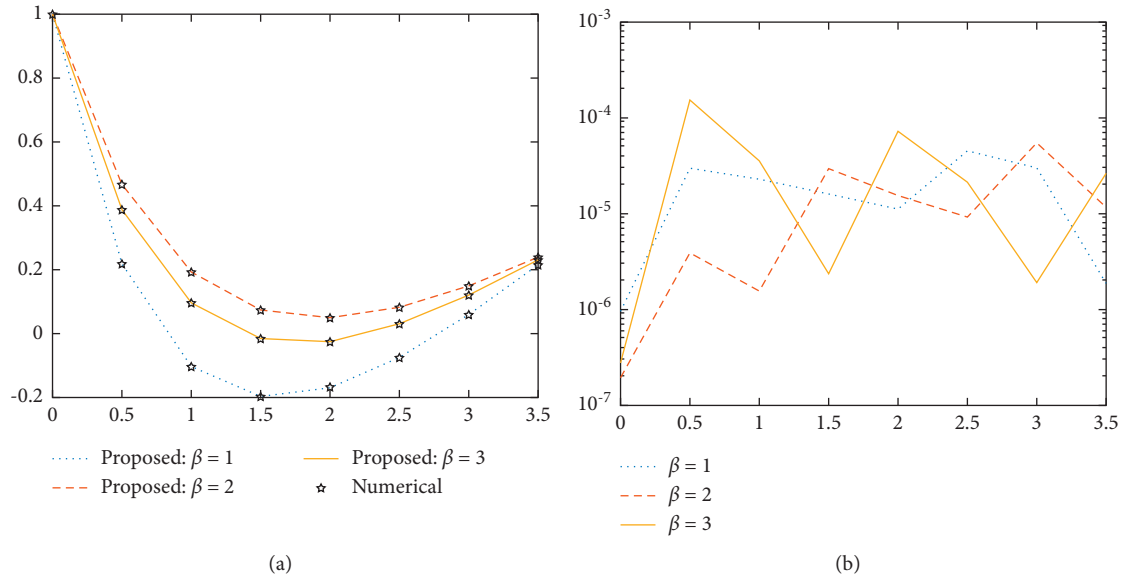 1
0.8
0.6
0.4
0.2
0
-0.2
0 0.5 1 1.5 2 2.5 3 3.5
Proposed: β = 1
Proposed: β = 2
Proposed: β = 3
Numerical
(a)
10⁻³
10⁻⁴
10⁻⁵
10⁻⁶
10⁻⁷
0 0.5 1 1.5 2 2.5 3 3.5
β = 1
β = 2
β = 3
(b)